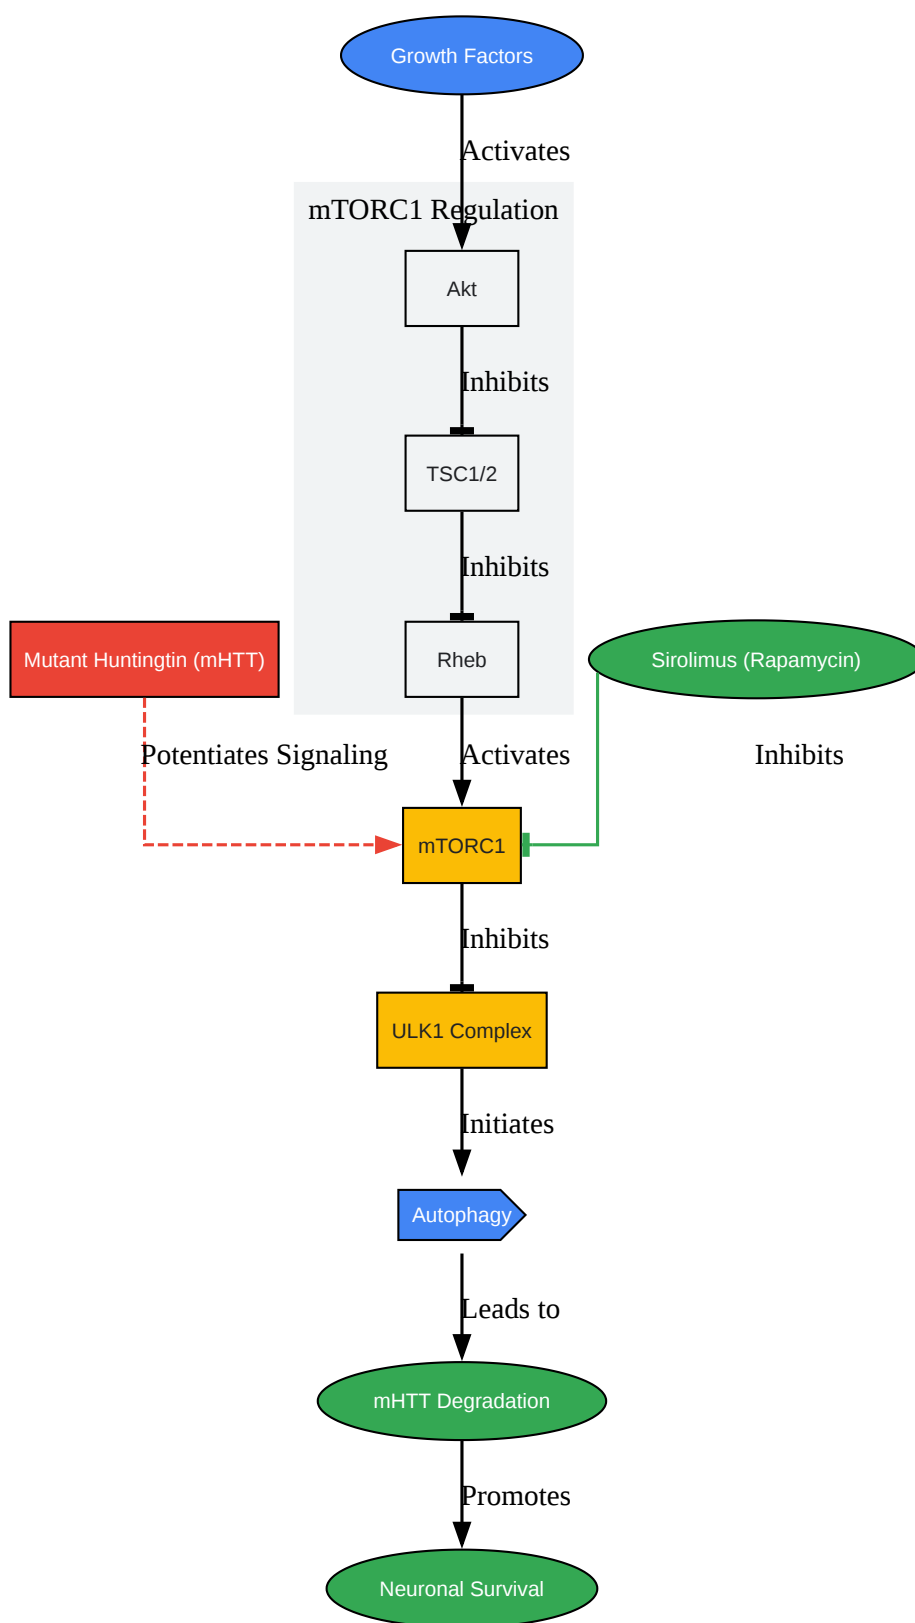 Growth Factors
Activates
mTORC1 Regulation
Akt
Inhibits
TSC1/2
Inhibits
Mutant Huntingtin (mHTT)
Rheb
Sirolimus (Rapamycin)
Potentiates Signaling
Activates
Inhibits
mTORC1
Inhibits
ULK1 Complex
Initiates
Autophagy
Leads to
mHTT Degradation
Promotes
Neuronal Survival